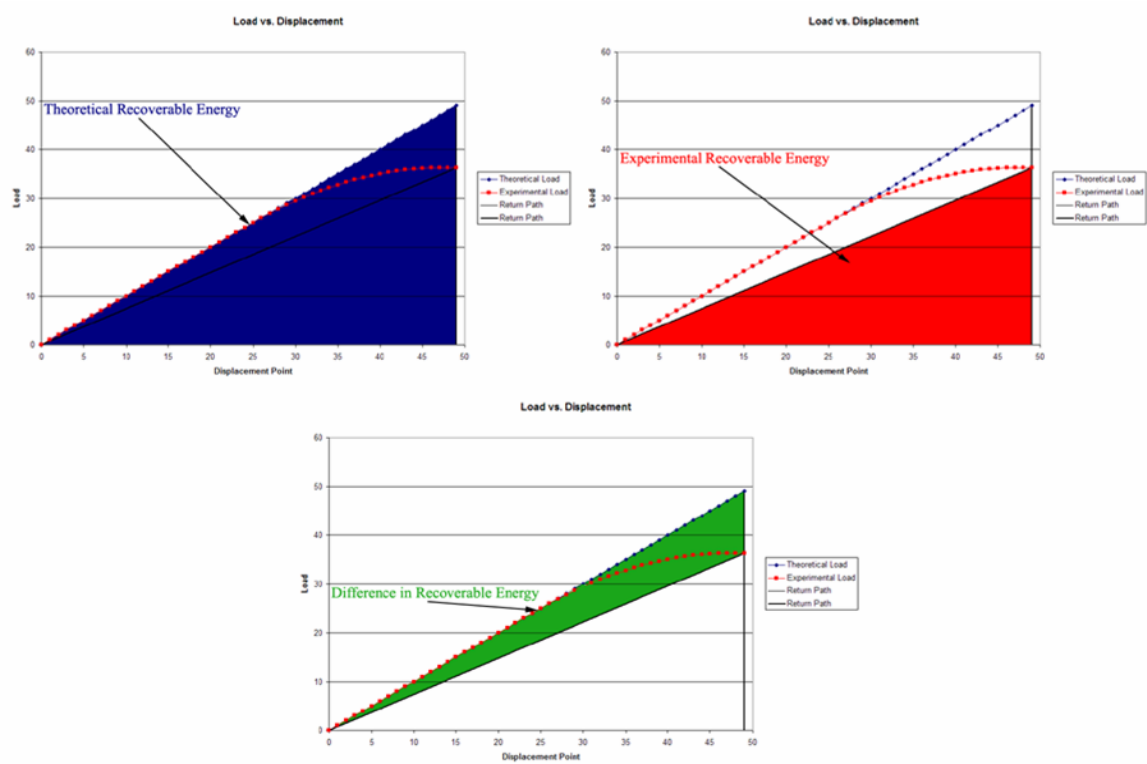 Load vs. Displacement
60
50
40
30
20
10
0
Load
0 5 10 15 20 25 30 35 40 45 50
Displacement Point
Theoretical Recoverable Energy
Theoretical Load
Experimental Load
Return Path
Return Path
Load vs. Displacement
60
50
40
30
20
10
0
Load
0 5 10 15 20 25 30 35 40 45 50
Displacement Point
Experimental Recoverable Energy
Theoretical Load
Experimental Load
Return Path
Return Path
Load vs. Displacement
60
50
40
30
20
10
0
Load
0 5 10 15 20 25 30 35 40 45 50
Displacement Point
Difference in Recoverable Energy
Theoretical Load
Experimental Load
Return Path
Return Path